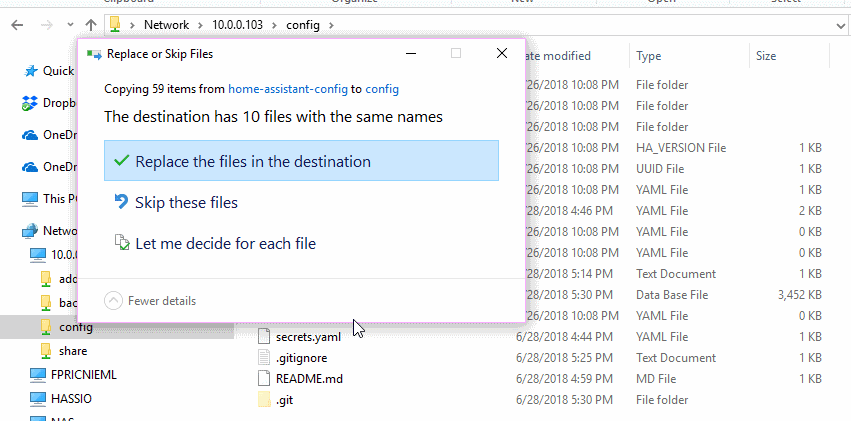 Network > 10.0.0.103 > config >
Replace or Skip Files
Copying 59 items from home-assistant-config to config
The destination has 10 files with the same names
Replace the files in the destination
Skip these files
Let me decide for each file
Fewer details
Quick
Dropb
OneDr
OneDr
This PC
Networ
10.0.0
add
bac
config
share
FPRICNIEML
HASSIO
NAS
ate modified Type Size
/26/2018 10:08 PM File folder
/26/2018 10:08 PM File folder
/26/2018 10:08 PM File folder
/26/2018 10:08 PM HA_VERSION File 1 KB
/26/2018 10:08 PM UUID File 1 KB
/26/2018 10:08 PM YAML File 1 KB
/28/2018 4:46 PM YAML File 2 KB
/26/2018 10:08 PM YAML File 0 KB
/26/2018 10:08 PM YAML File 0 KB
/28/2018 5:14 PM Text Document 1 KB
/28/2018 5:30 PM Data Base File 3,452 KB
/26/2018 10:08 PM YAML File 0 KB
secrets.yaml 6/28/2018 4:44 PM YAML File 1 KB
.gitignore 6/28/2018 5:25 PM Text Document 1 KB
README.md 6/28/2018 4:59 PM MD File 1 KB
.git 6/28/2018 5:30 PM File folder